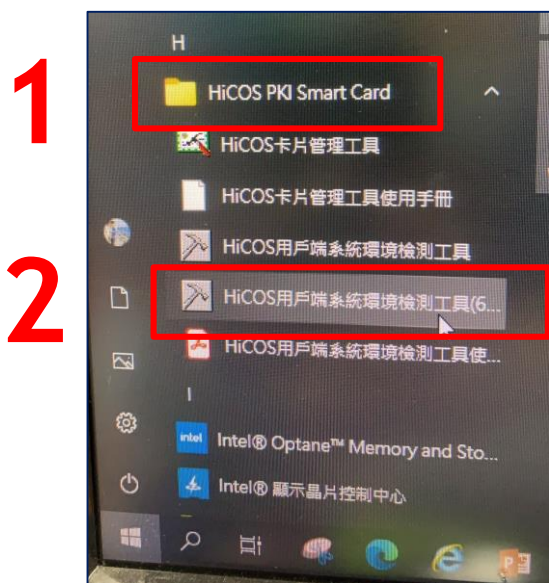 1
2
H
HiCOS PKI Smart Card
HiCOS卡片管理工具
HiCOS卡片管理工具使用手冊
HiCOS用戶端系統環境檢測工具
HiCOS用戶端系統環境檢測工具(6...
HiCOS用戶端系統環境檢測工具使...
I
intel
Intel® Optane™ Memory and Sto...
Intel® 顯示晶片控制中心